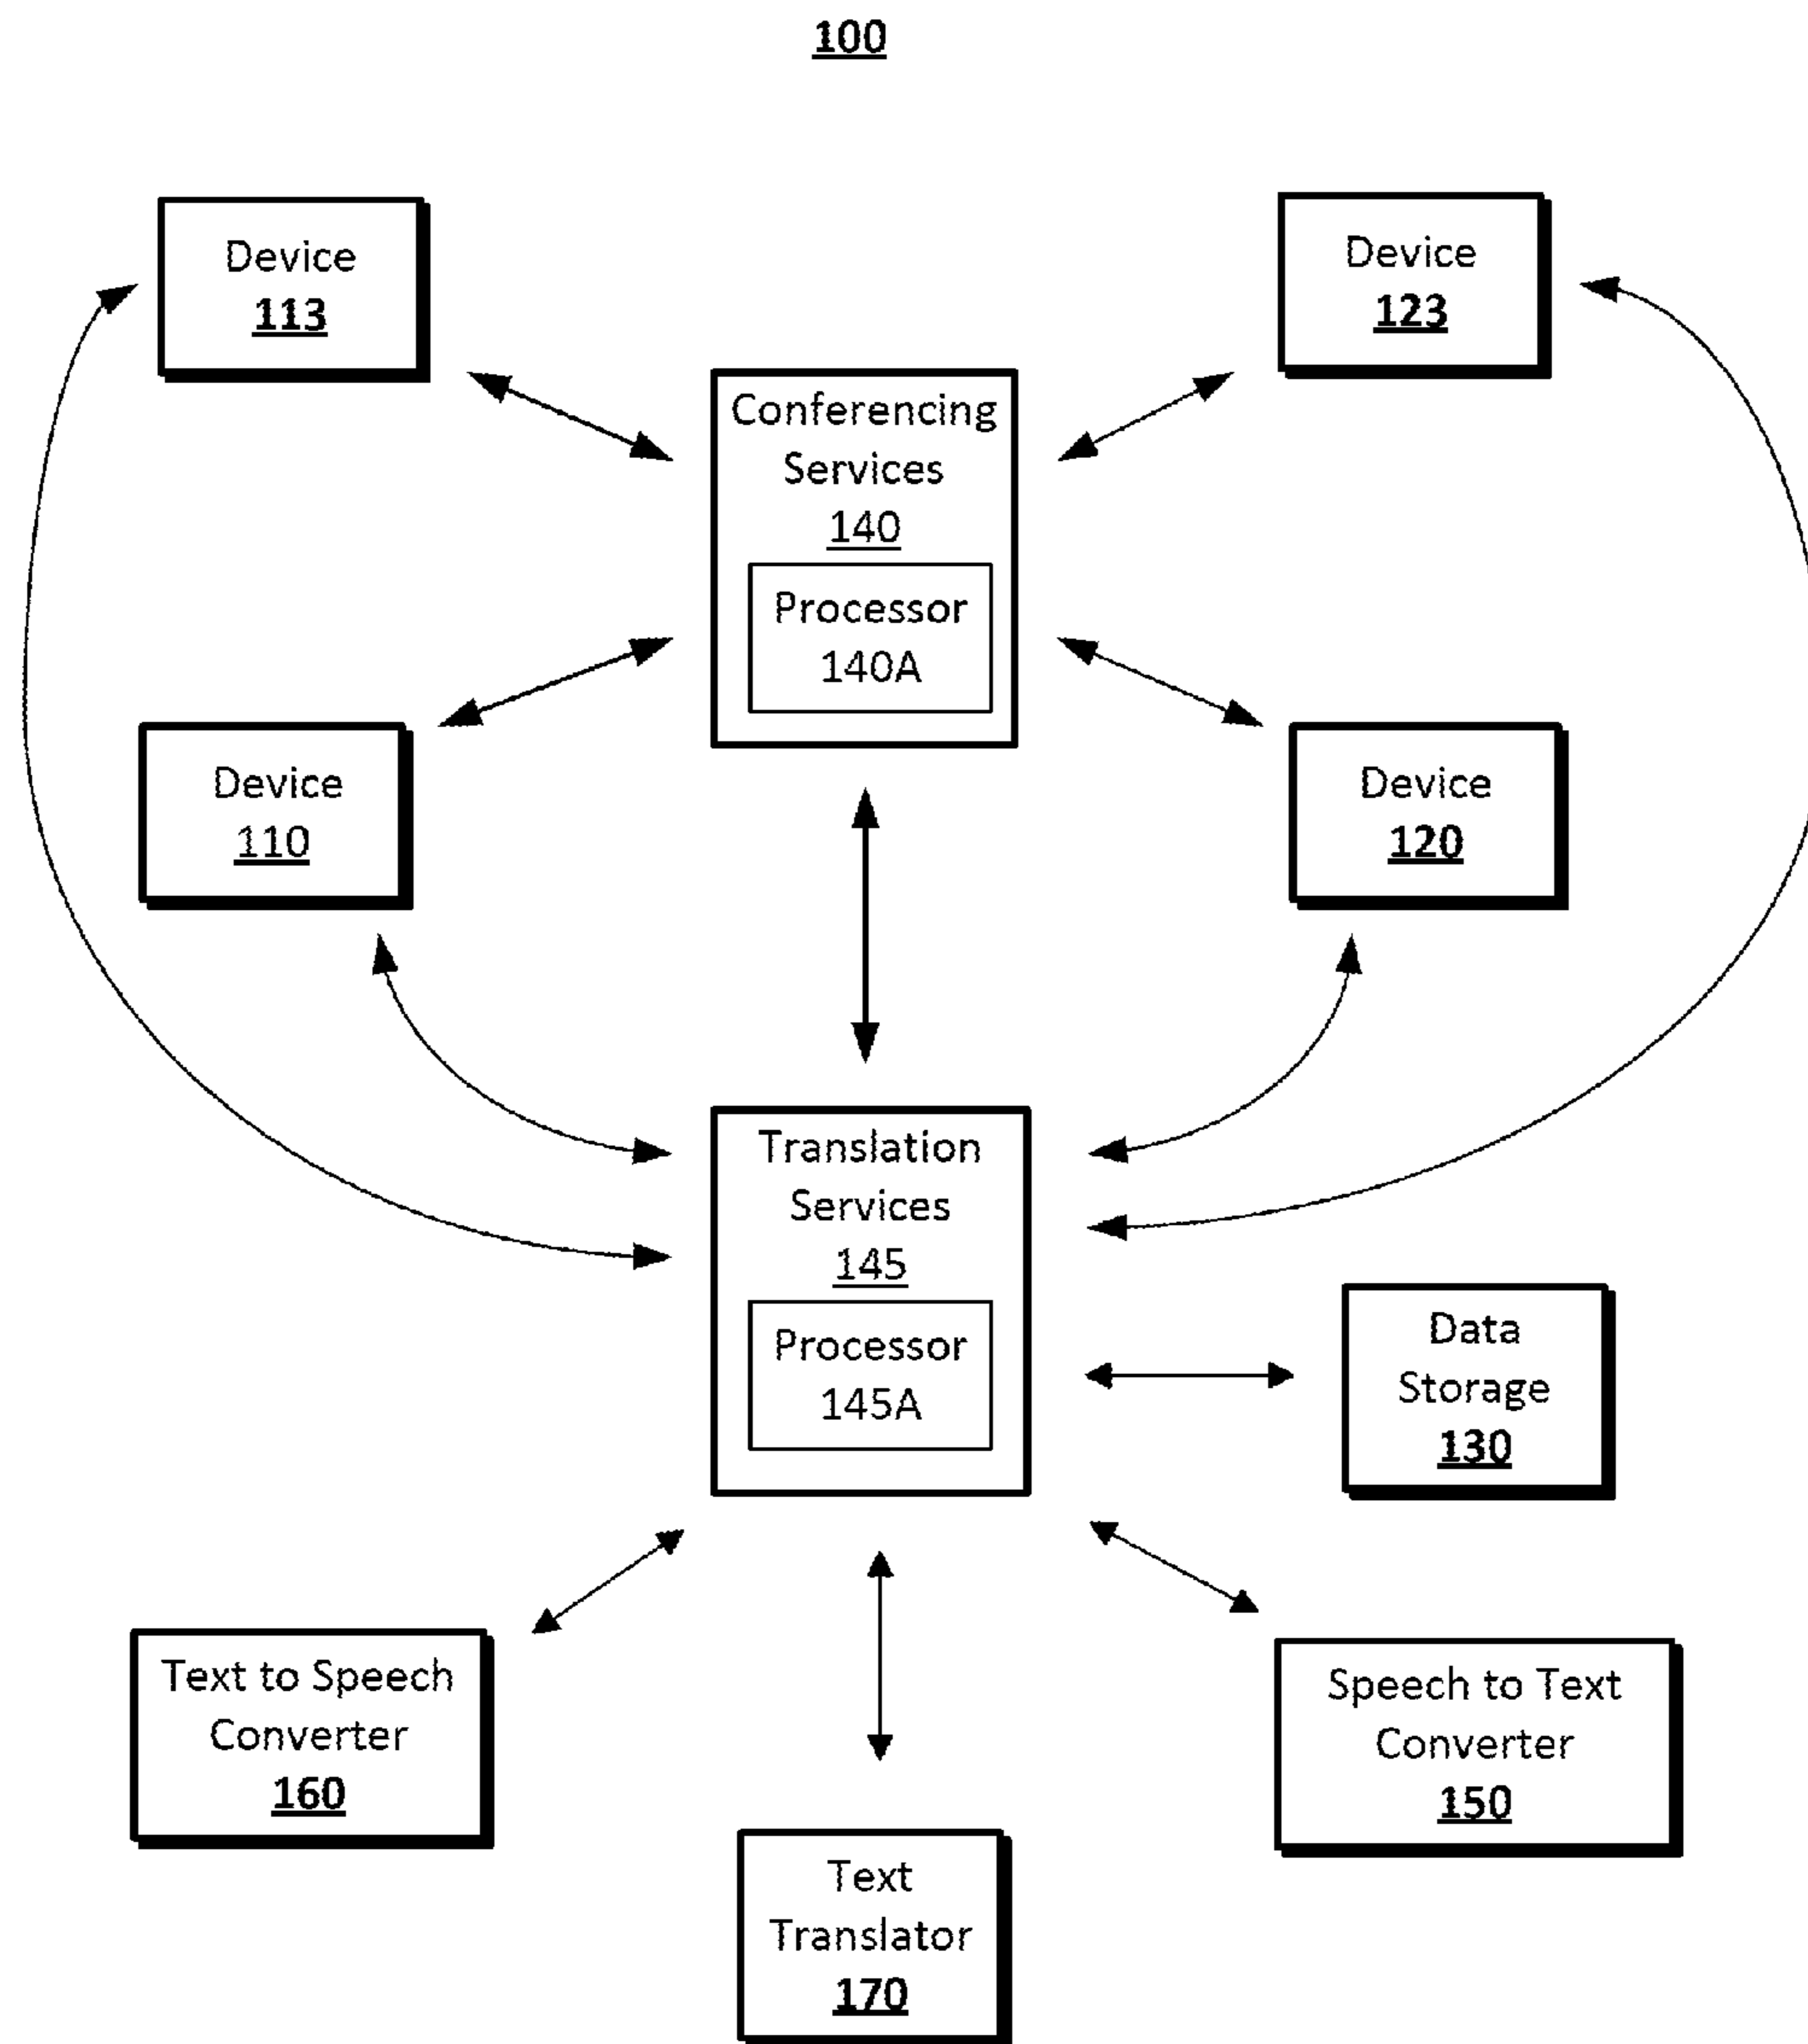 100
Device
113
Device
123
Conferencing
Services
140
Processor
140A
Device
110
Device
120
Translation
Services
145
Processor
145A
Data
Storage
130
Text to Speech
Converter
160
Speech to Text
Converter
150
Text
Translator
170